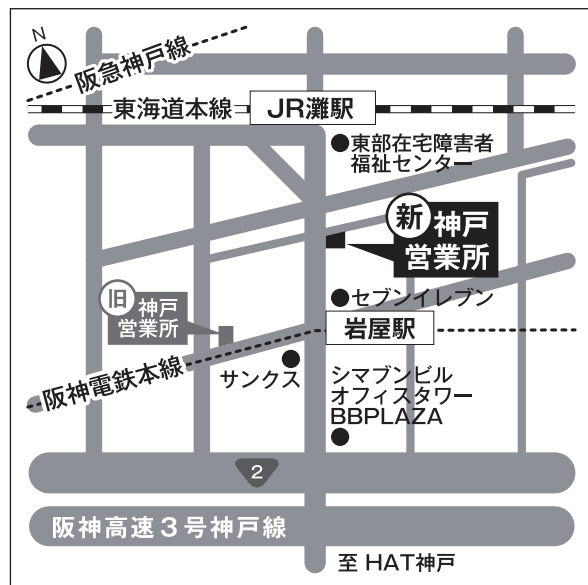 N
阪急神戸線
東海道本線
JR灘駅
東部在宅障害者
福祉センター
新
神戸
営業所
旧
神戸
営業所
セブンイレブン
岩屋駅
阪神電鉄本線
サンクス
シマブンビル
オフィスタワー
BBPLAZA
2
阪神高速3号神戸線
至 HAT神戸